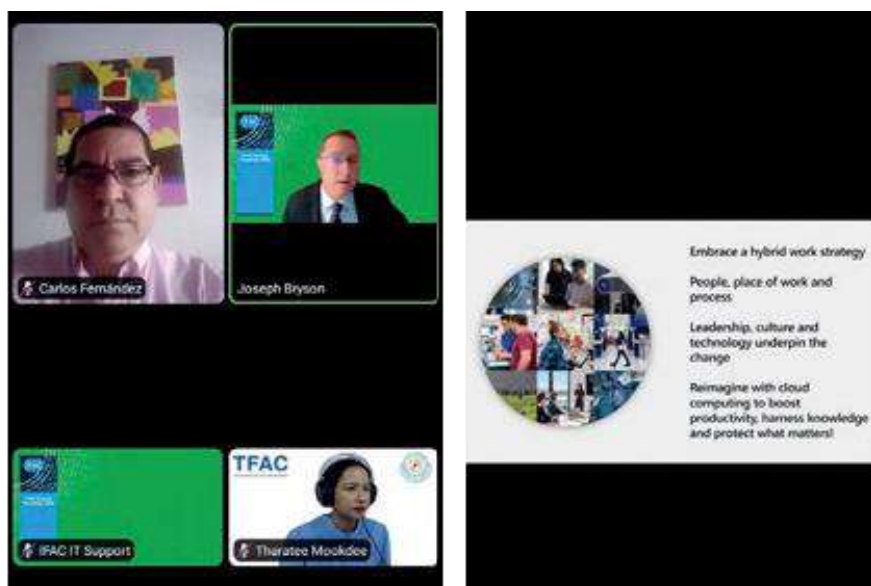 Carlos Fernández
Joseph Bryson
IFAC IT Support
TFAC
Tharatee Mookdee
Embrace a hybrid work strategy
People, place of work and
process
Leadership, culture and
technology underpin the
change
Reimagine with cloud
computing to boost
productivity, harness knowledge
and protect what matters!